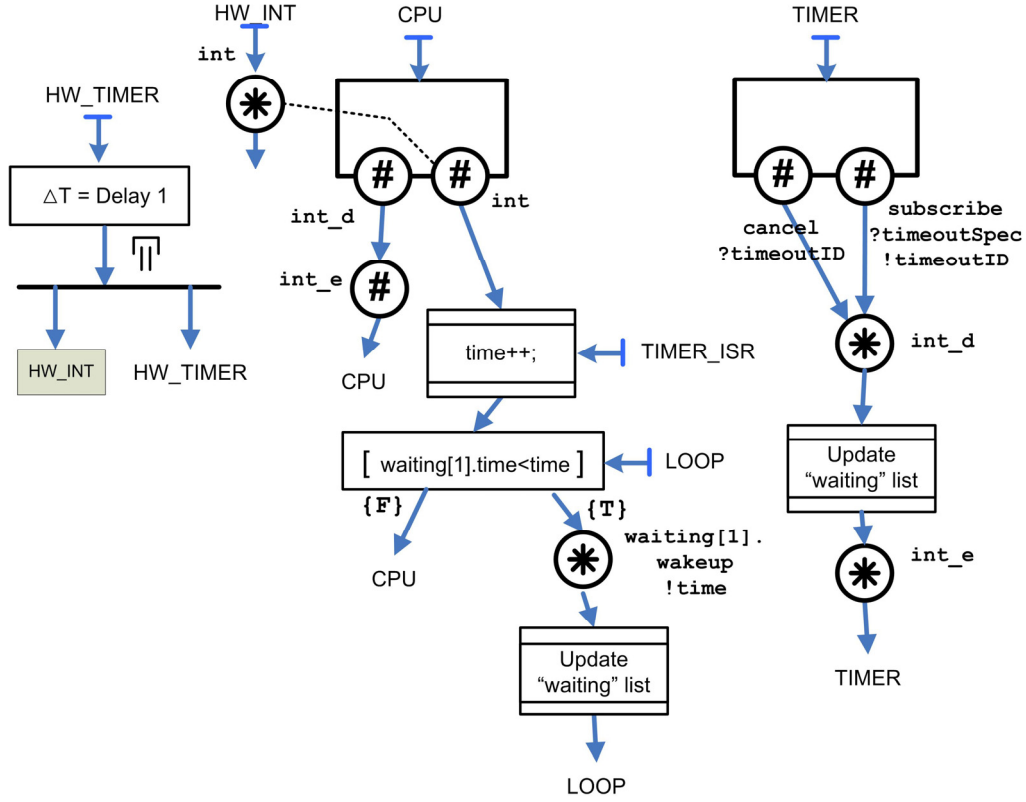 HW_INT
CPU
TIMER
int
HW_TIMER
△T = Delay 1
#
#
int_d
int
int_e
#
CPU
#
#
cancel
?timeoutID
subscribe
?timeoutSpec
!timeoutID
HW_INT
HW_TIMER
time++;
TIMER_ISR
int_d
[ waiting[1].time<time ]
LOOP
{F}
{T}
CPU
waiting[1].
wakeup
!time
Update
“waiting” list
int_e
Update
“waiting” list
TIMER
LOOP